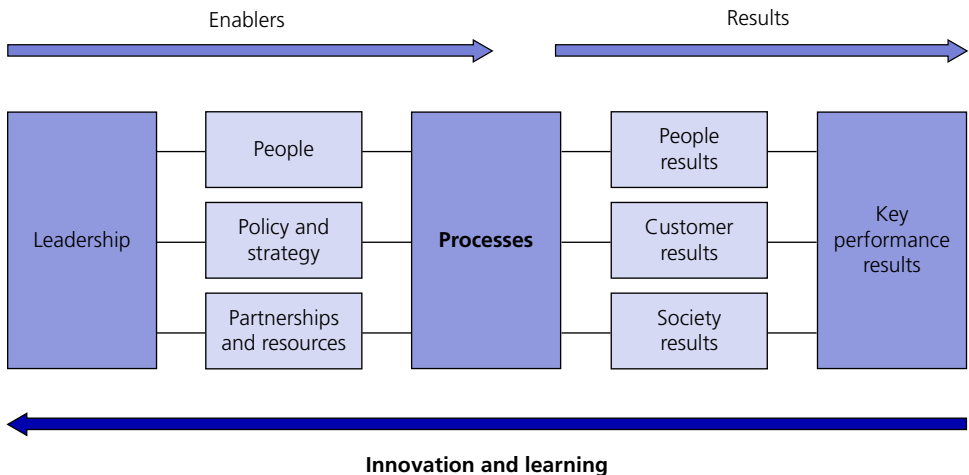 Enablers
Results
Leadership
People
Policy and
strategy
Partnerships
and resources
Processes
People
results
Customer
results
Society
results
Key
performance
results
Innovation and learning